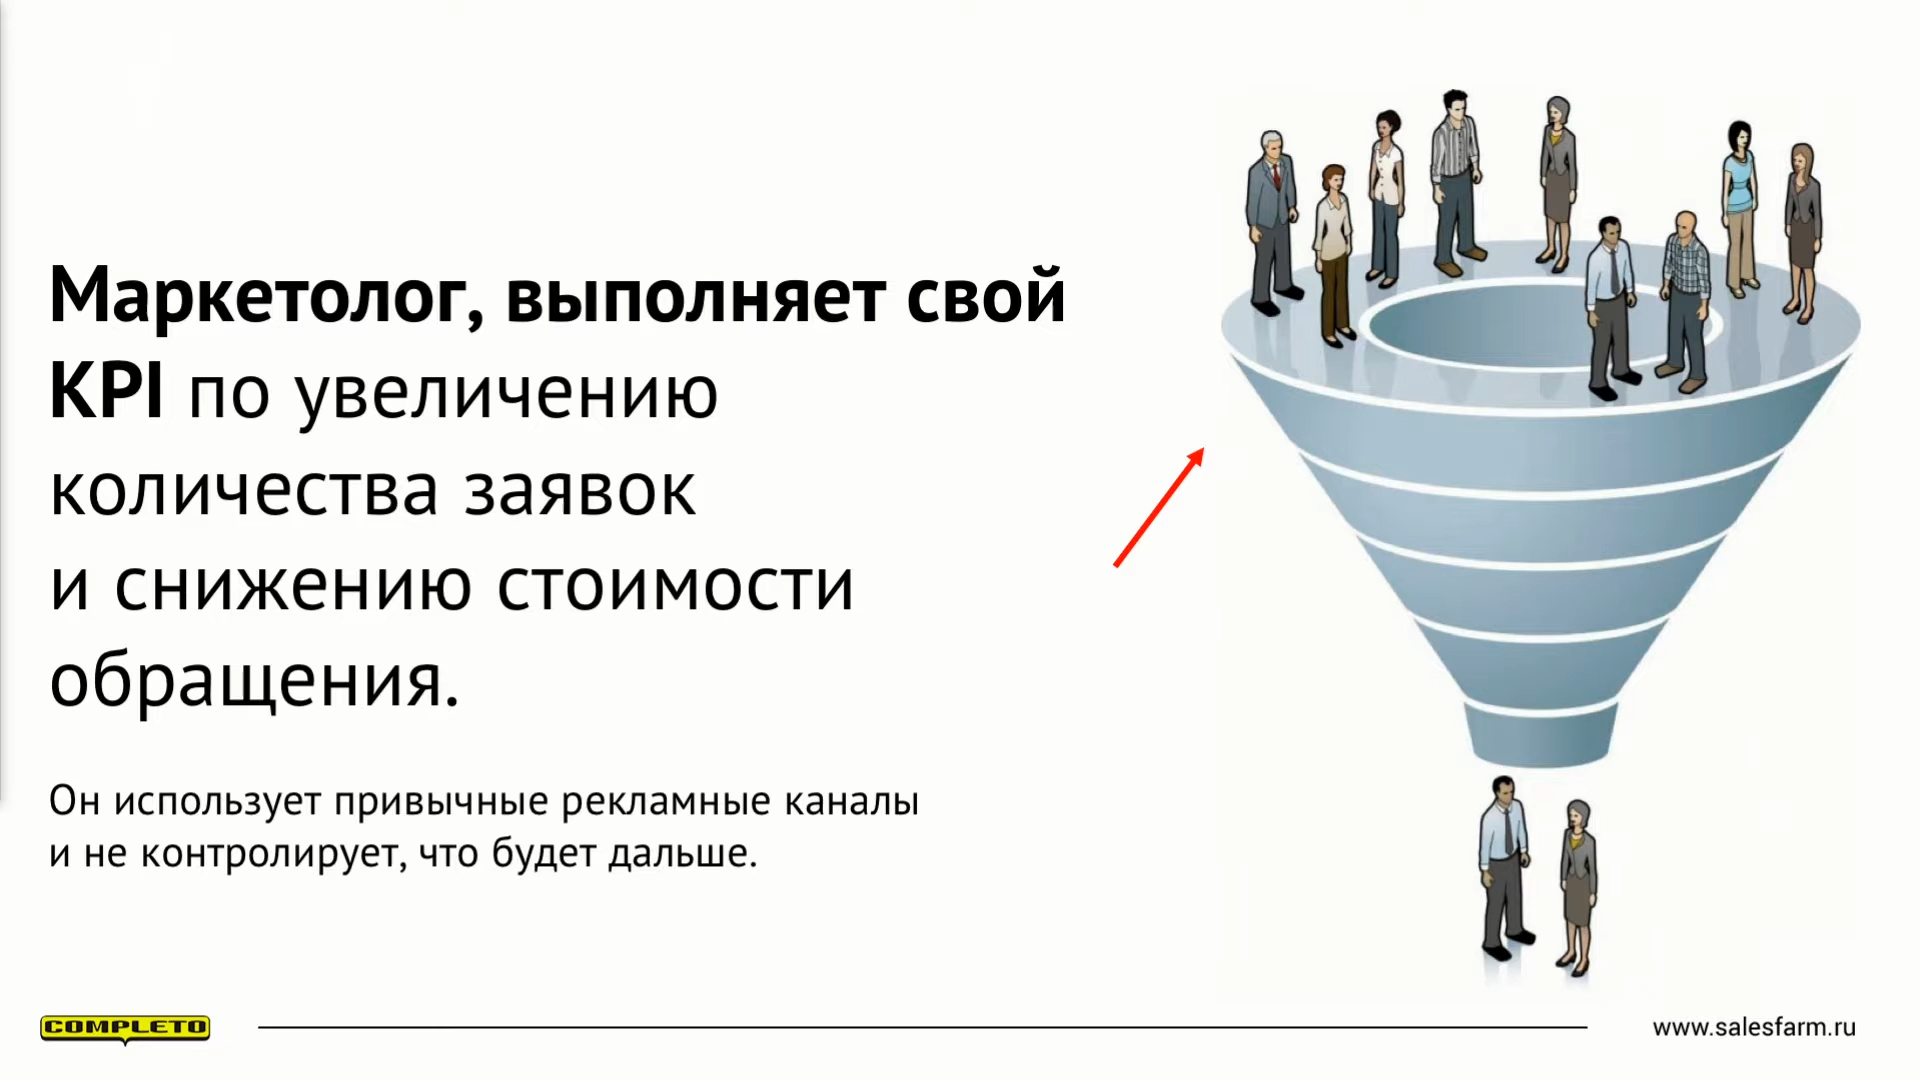 Маркетолог, выполняет свой
KPI по увеличению
количества заявок
и снижению стоимости
обращения.
Он использует привычные рекламные каналы
и не контролирует, что будет дальше.
COMPLETO
www.salesfarm.ru